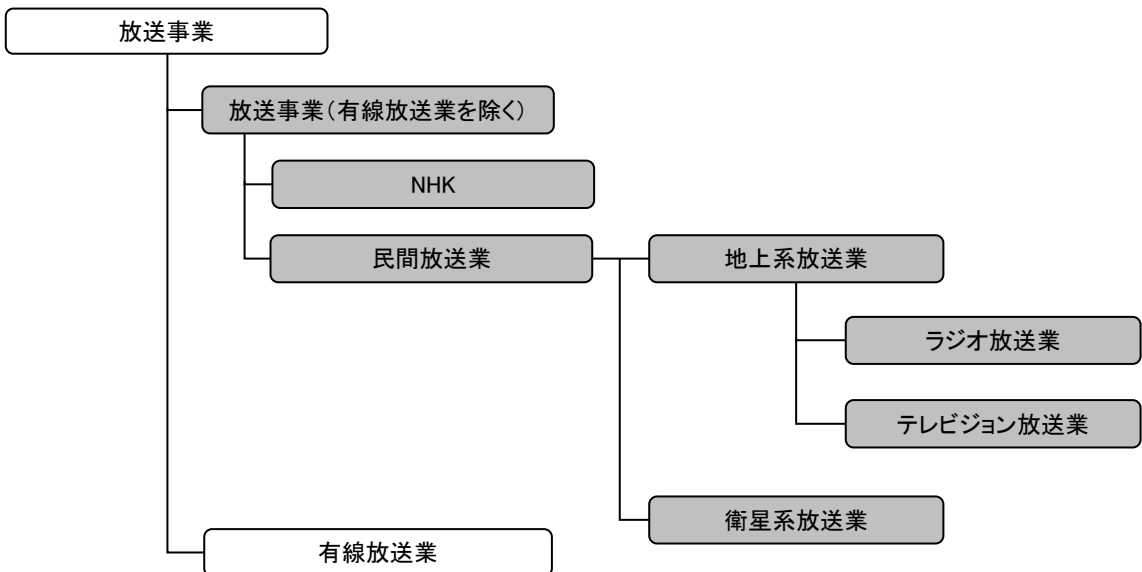 放送事業
放送事業(有線放送業を除く)
NHK
民間放送業
地上系放送業
ラジオ放送業
テレビジョン放送業
衛星系放送業
有線放送業